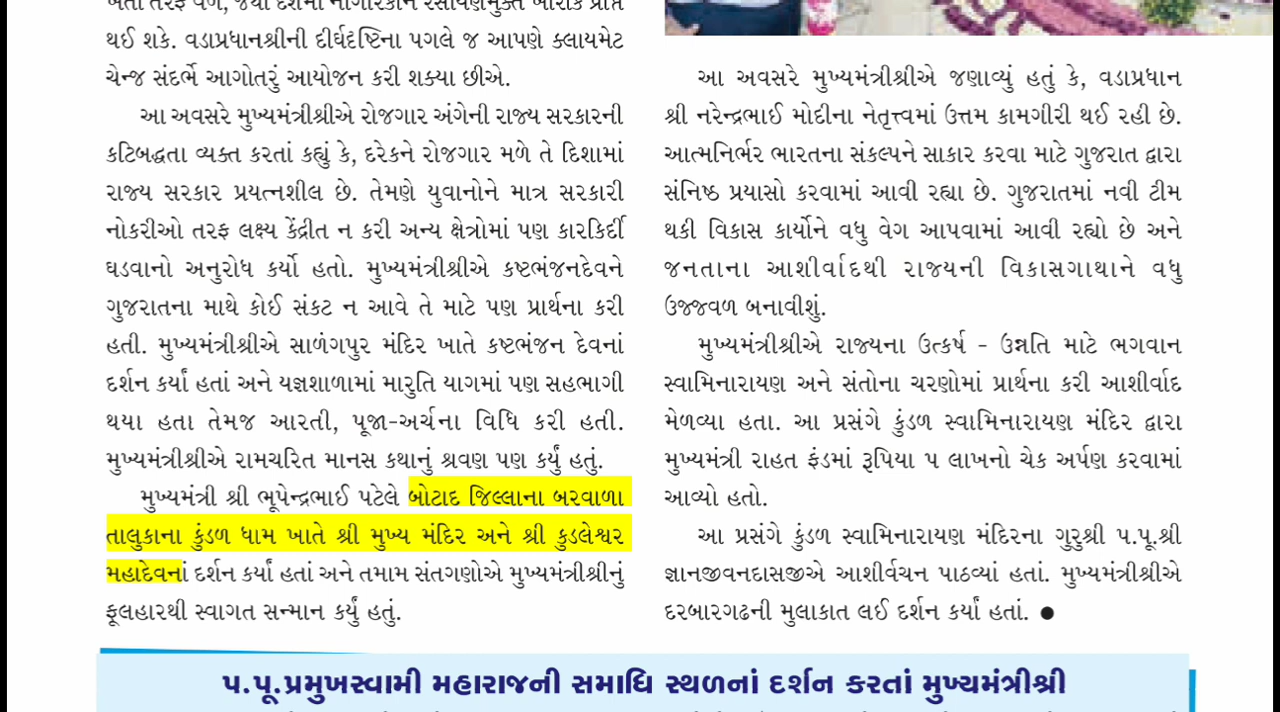 થઈ શકે. વડાપ્રધાનશ્રીની દીર્ઘદષ્ટિના પગલે જ આપણે ક્લાયમેટ
ચેન્જ સંદર્ભે આગોતરું આયોજન કરી શક્યા છીએ.
આ અવસરે મુખ્યમંત્રીશ્રીએ રોજગાર અંગેની રાજ્ય સરકારની
કટિબદ્ધતા વ્યક્ત કરતાં કહ્યું કે, દરેકને રોજગાર મળે તે દિશામાં
રાજ્ય સરકાર પ્રયત્નશીલ છે. તેમણે યુવાનોને માત્ર સરકારી
નોકરીઓ તરફ લક્ષ્ય કેંદ્રીત ન કરી અન્ય ક્ષેત્રોમાં પણ કારકિર્દી
ઘડવાનો અનુરોધ કર્યો હતો. મુખ્યમંત્રીશ્રીએ કષ્ટભંજનદેવને
ગુજરાતના માથે કોઈ સંકટ ન આવે તે માટે પણ પ્રાર્થના કરી
હતી. મુખ્યમંત્રીશ્રીએ સાળંગપુર મંદિર ખાતે કષ્ટભંજન દેવનાં
દર્શન કર્યાં હતાં અને યજ્ઞશાળામાં મારુતિ યાગમાં પણ સહભાગી
થયા હતા તેમજ આરતી, પૂજા-અર્ચના વિધિ કરી હતી.
મુખ્યમંત્રીશ્રીએ રામચરિત માનસ કથાનું શ્રવણ પણ કર્યું હતું.
મુખ્યમંત્રી શ્રી ભૂપેન્દ્રભાઈ પટેલે બોટાદ જિલ્લાના બરવાળા
તાલુકાના કુંડળ ધામ ખાતે શ્રી મુખ્ય મંદિર અને શ્રી કુડલેશ્વર
મહાદેવનાં દર્શન કર્યાં હતાં અને તમામ સંતગણોએ મુખ્યમંત્રીશ્રીનું
ફૂલહારથી સ્વાગત સન્માન કર્યું હતું.
આ અવસરે મુખ્યમંત્રીશ્રીએ જણાવ્યું હતું કે, વડાપ્રધાન
શ્રી નરેન્દ્રભાઈ મોદીના નેતૃત્ત્વમાં ઉત્તમ કામગીરી થઈ રહી છે.
આત્મનિર્ભર ભારતના સંકલ્પને સાકાર કરવા માટે ગુજરાત દ્વારા
સંનિષ્ઠ પ્રયાસો કરવામાં આવી રહ્યા છે. ગુજરાતમાં નવી ટીમ
થકી વિકાસ કાર્યોને વધુ વેગ આપવામાં આવી રહ્યો છે અને
જનતાના આશીર્વાદથી રાજ્યની વિકાસગાથાને વધુ
ઉજ્જવળ બનાવીશું.
મુખ્યમંત્રીશ્રીએ રાજ્યના ઉત્કર્ષ - ઉન્નતિ માટે ભગવાન
સ્વામિનારાયણ અને સંતોના ચરણોમાં પ્રાર્થના કરી આશીર્વાદ
મેળવ્યા હતા. આ પ્રસંગે કુંડળ સ્વામિનારાયણ મંદિર દ્વારા
મુખ્યમંત્રી રાહત ફંડમાં રૂપિયા ૫ લાખનો ચેક અર્પણ કરવામાં
આવ્યો હતો.
આ પ્રસંગે કુંડળ સ્વામિનારાયણ મંદિરના ગુરુશ્રી પ.પૂ.શ્રી
જ્ઞાનજીવનદાસજીએ આશીર્વચન પાઠવ્યાં હતાં. મુખ્યમંત્રીશ્રીએ
દરબારગઢની મુલાકાત લઈ દર્શન કર્યાં હતાં. ●
પ.પૂ.પ્રમુખસ્વામી મહારાજની સમાધિ સ્થળનાં દર્શન કરતાં મુખ્યમંત્રીશ્રી